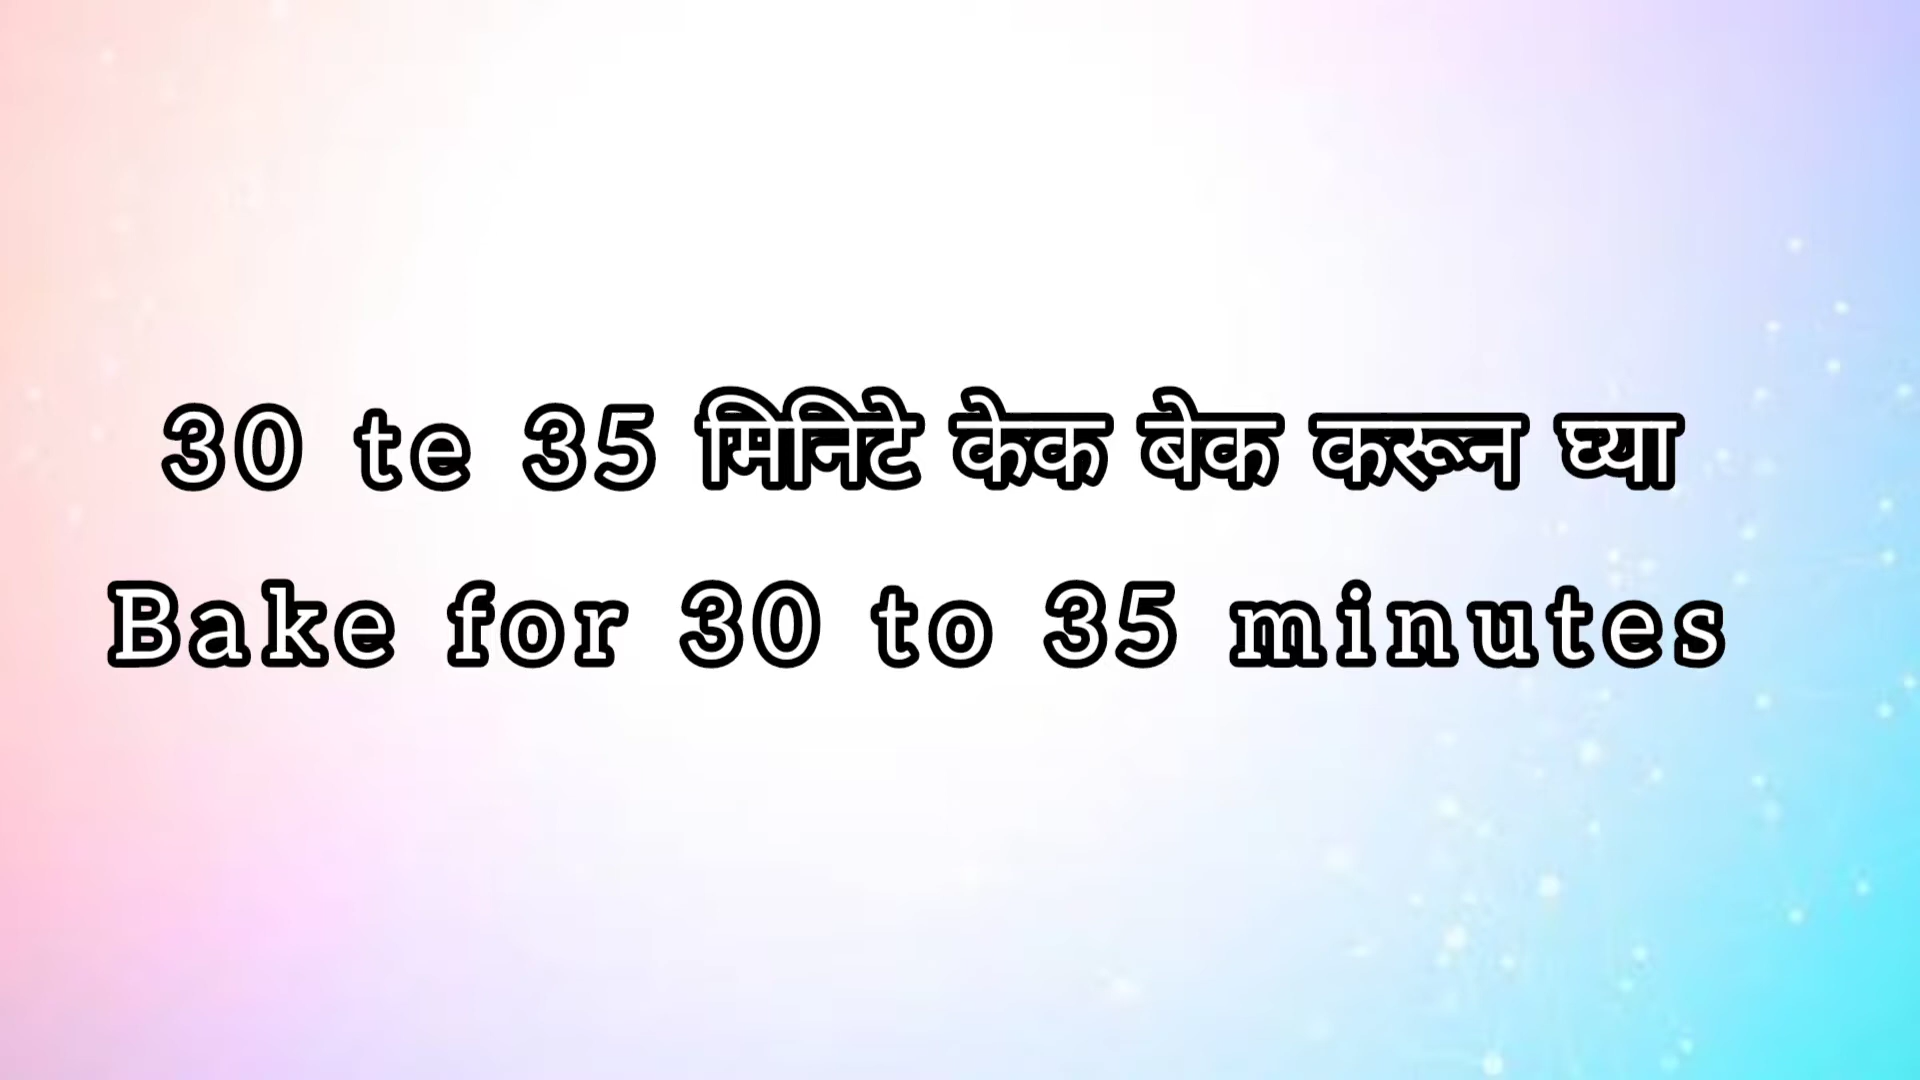 30 te 35 मिनिटे केक बेक करून घ्या
Bake for 30 to 35 minutes